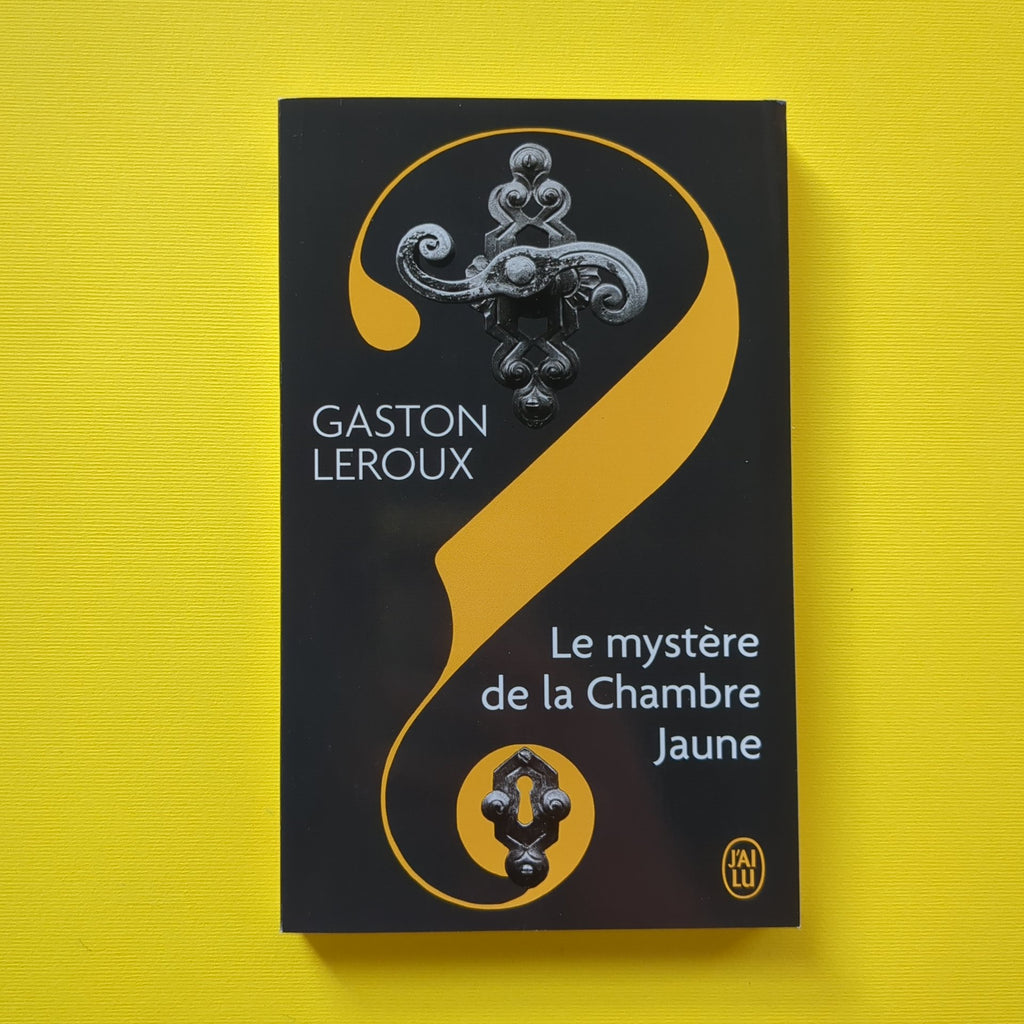 GASTON
LEROUX
Le mystère
de la Chambre
Jaune
J'AI
LU